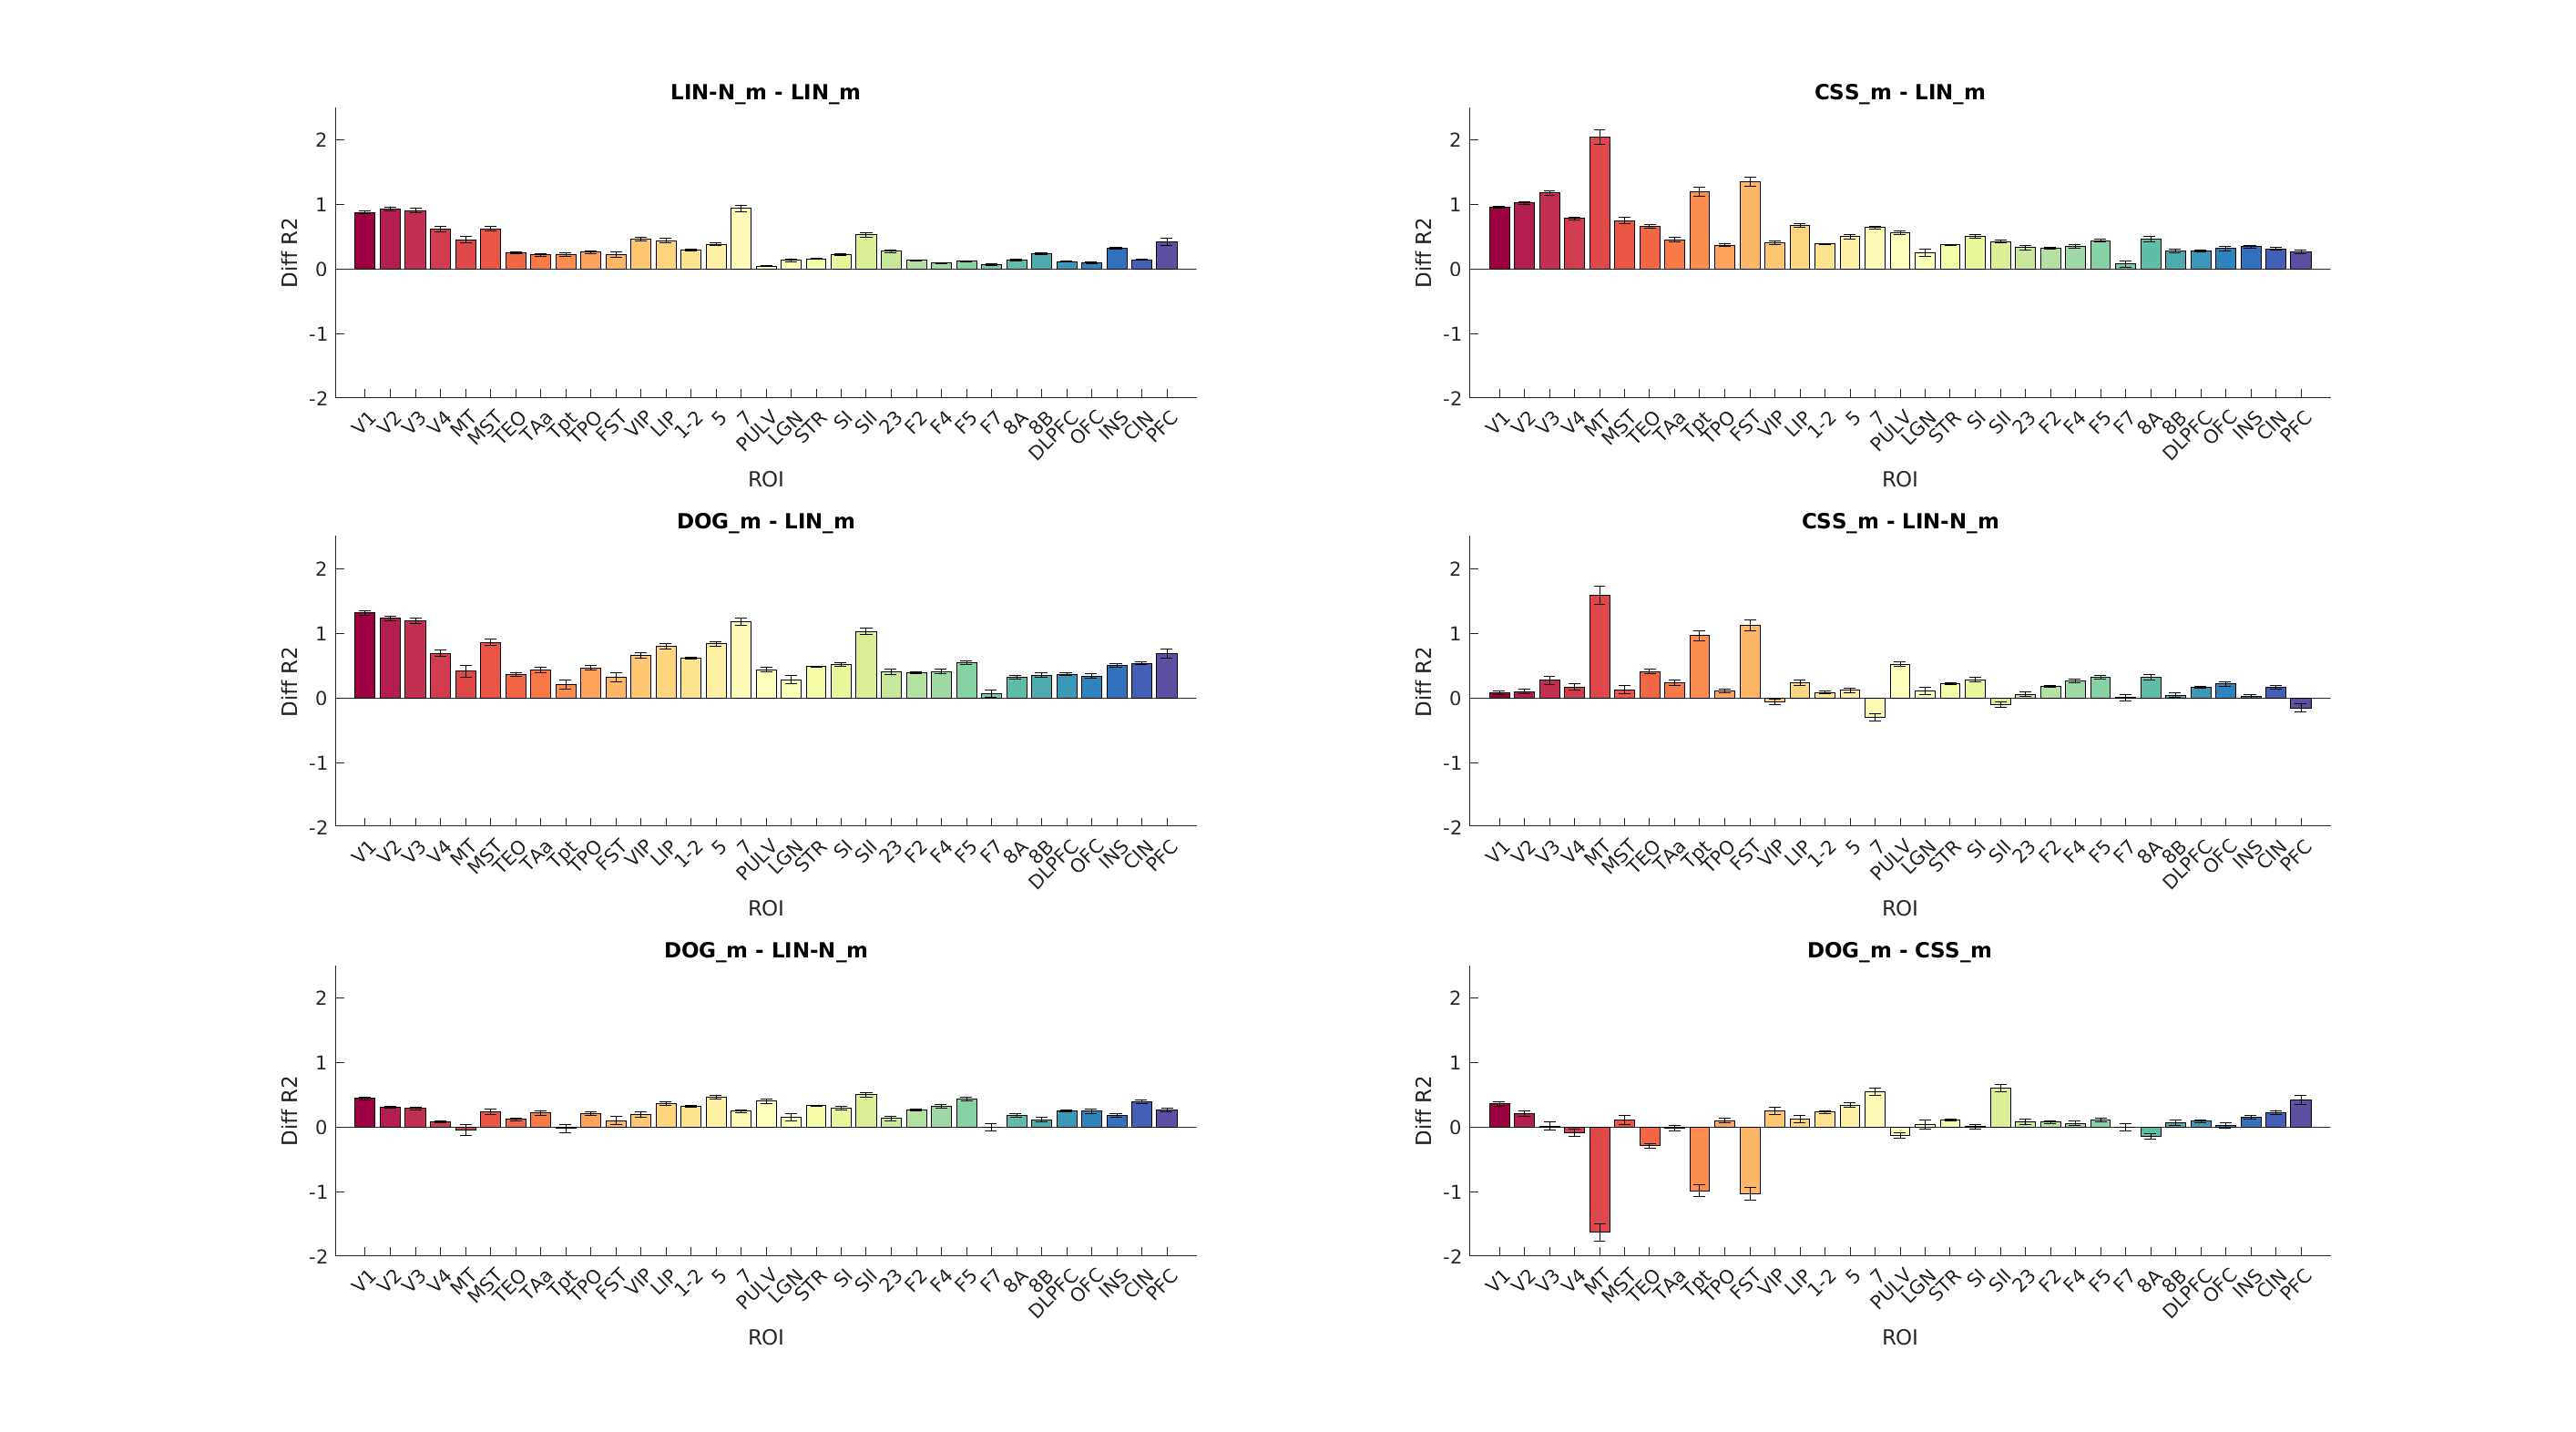 LIN-N_m - LIN_m
Diff R2
2
1
0
-1
-2
V1 V2 V3 V4 MT MST TEO TAa Tpt TPO FST VIP LIP 1-2 5 7 PULV LGN STR SI SII 23 F2 F4 F5 F7 8A 8B DLPFC OFC INS CIN PFC
ROI
CSS_m - LIN_m
Diff R2
2
1
0
-1
-2
V1 V2 V3 V4 MT MST TEO TAa Tpt TPO FST VIP LIP 1-2 5 7 PULV LGN STR SI SII 23 F2 F4 F5 F7 8A 8B DLPFC OFC INS CIN PFC
ROI
DOG_m - LIN_m
Diff R2
2
1
0
-1
-2
V1 V2 V3 V4 MT MST TEO TAa Tpt TPO FST VIP LIP 1-2 5 7 PULV LGN STR SI SII 23 F2 F4 F5 F7 8A 8B DLPFC OFC INS CIN PFC
ROI
CSS_m - LIN-N_m
Diff R2
2
1
0
-1
-2
V1 V2 V3 V4 MT MST TEO TAa Tpt TPO FST VIP LIP 1-2 5 7 PULV LGN STR SI SII 23 F2 F4 F5 F7 8A 8B DLPFC OFC INS CIN PFC
ROI
DOG_m - LIN-N_m
Diff R2
2
1
0
-1
-2
V1 V2 V3 V4 MT MST TEO TAa Tpt TPO FST VIP LIP 1-2 5 7 PULV LGN STR SI SII 23 F2 F4 F5 F7 8A 8B DLPFC OFC INS CIN PFC
ROI
DOG_m - CSS_m
Diff R2
2
1
0
-1
-2
V1 V2 V3 V4 MT MST TEO TAa Tpt TPO FST VIP LIP 1-2 5 7 PULV LGN STR SI SII 23 F2 F4 F5 F7 8A 8B DLPFC OFC INS CIN PFC
ROI